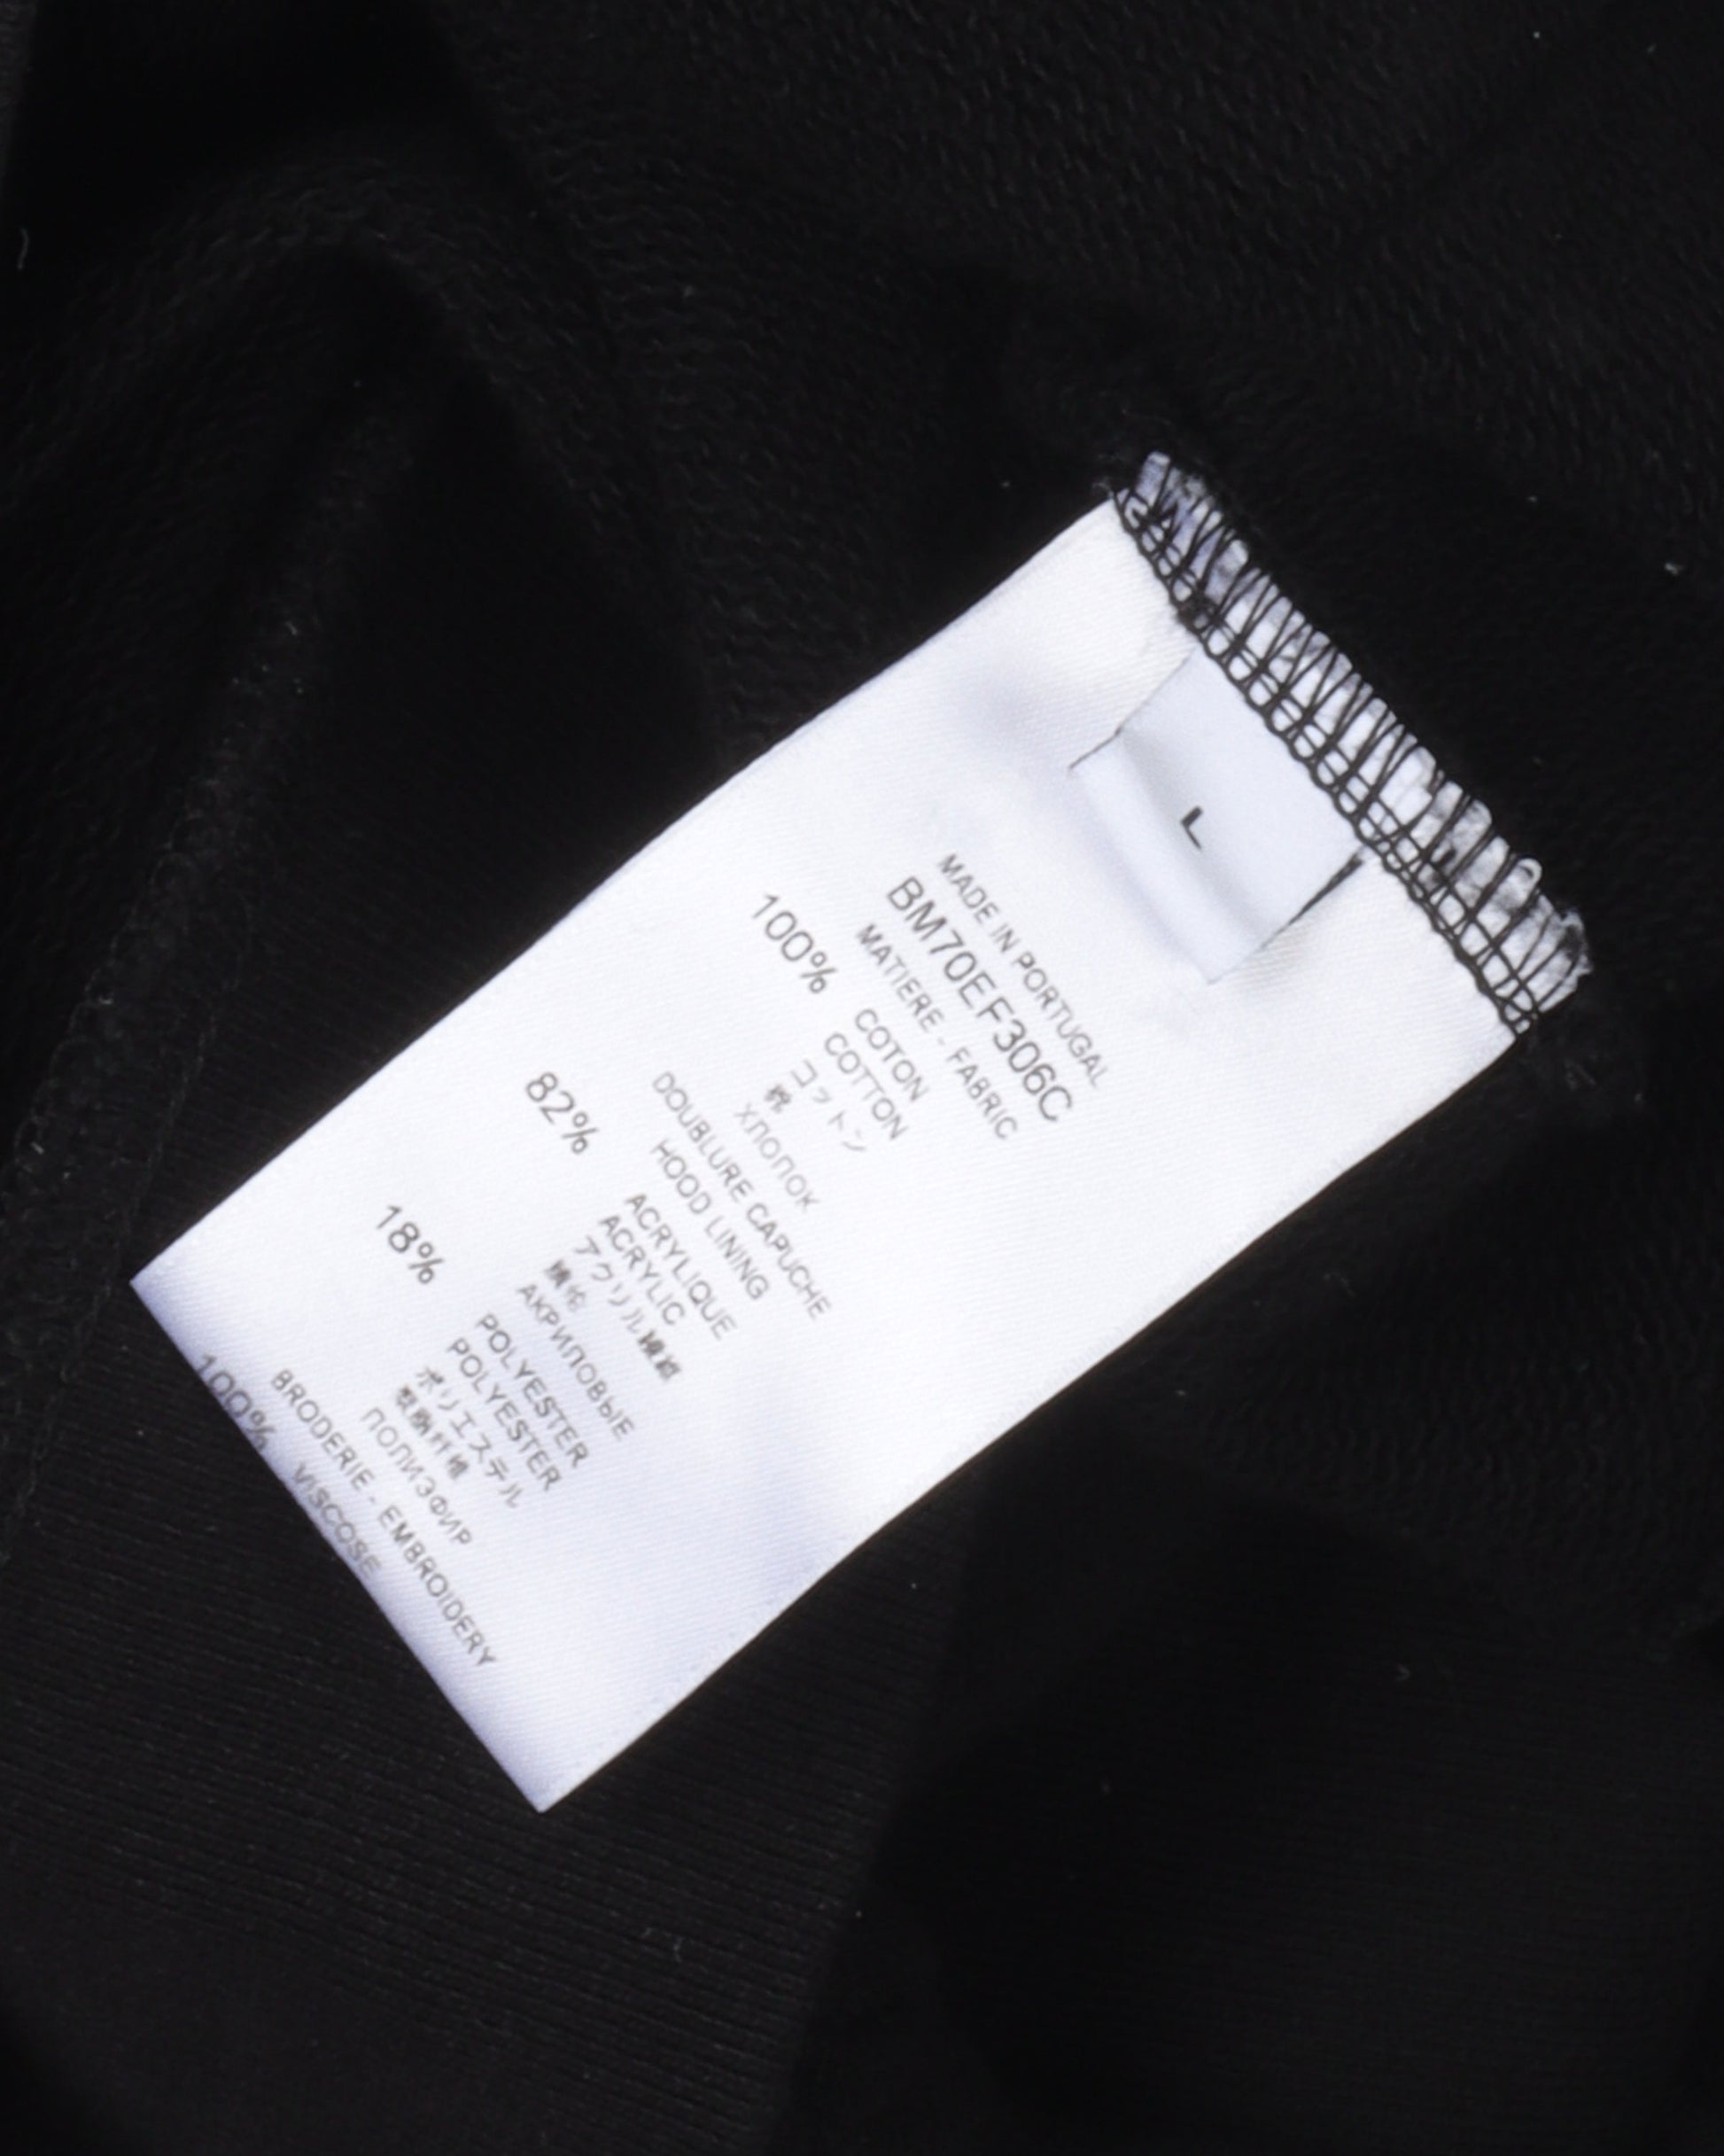 L
MADE IN PORTUGAL
BM70EF306C
MATIERE - FABRIC
100% COTON
COTTON
コットン
棉
ХЛОПОК
DOUBLURE CAPUCHE
HOOD LINING
82% ACRYLIQUE
ACRYLIC
アクリル繊維
АКРИЛОВЫЕ
18% POLYESTER
POLYESTER
ポリエステル
ПОЛИЭФИР
BRODERIE - EMBROIDERY
100% VISCOSE